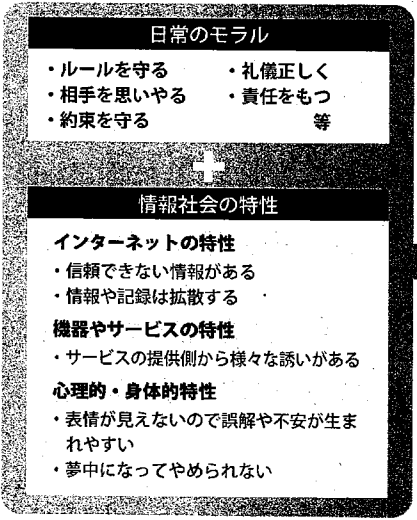 日常のモラル
・ルールを守る ・礼儀正しく
・相手を思いやる ・責任をもつ
・約束を守る 等
+
情報社会の特性
インターネットの特性
・信頼できない情報がある
・情報や記録は拡散する
機器やサービスの特性
・サービスの提供側から様々な誘いがある
心理的・身体的特性
・表情が見えないので誤解や不安が生ま
れやすい
・夢中になってやめられない